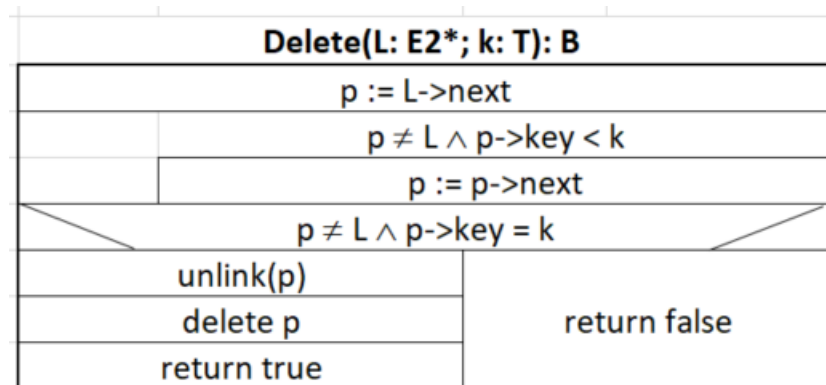 Delete(L: E2*; k: T): B
p := L->next
p ≠ L ∧ p->key < k
p := p->next
p ≠ L ∧ p->key = k
unlink(p)
delete p
return true
return false